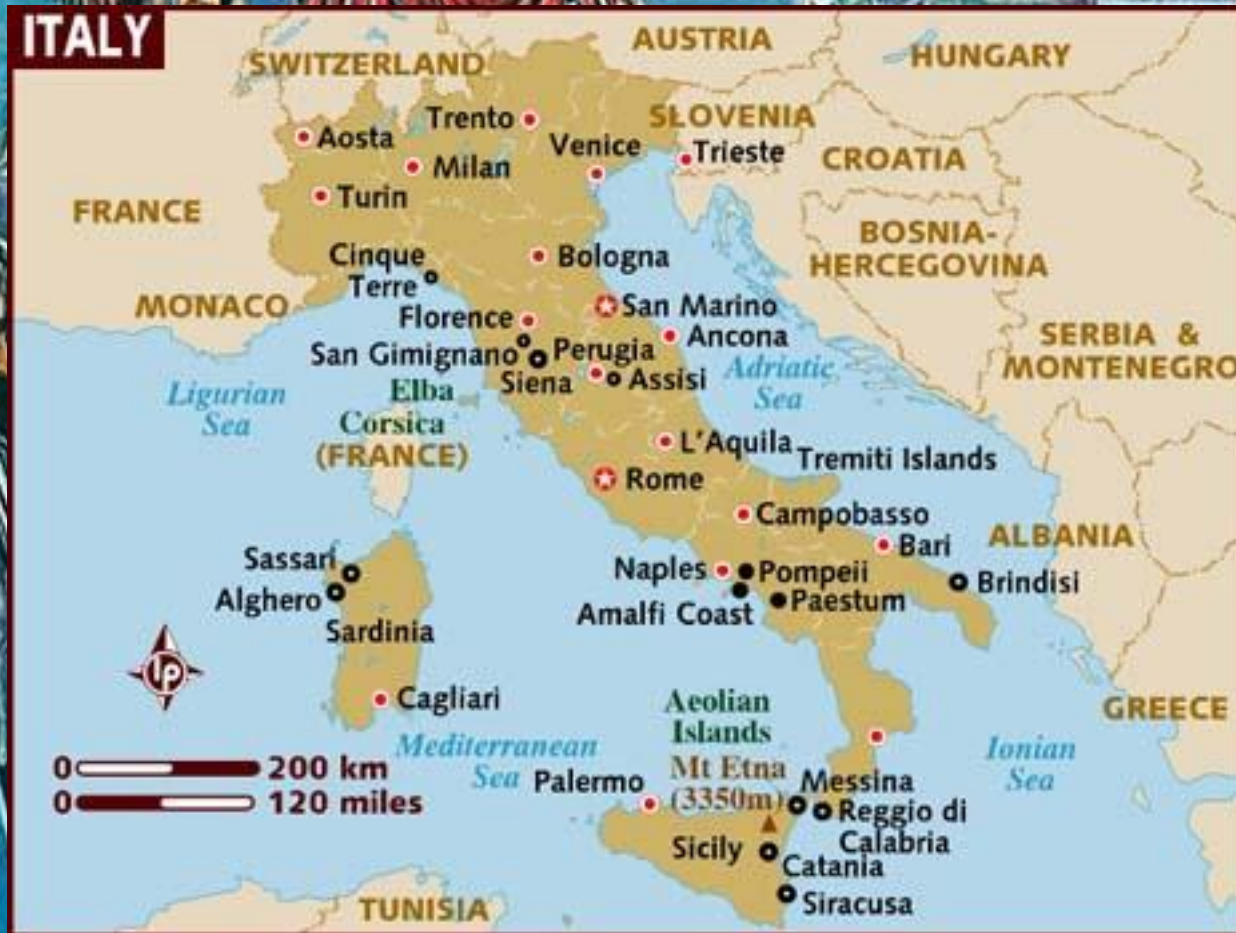 ITALY
AUSTRIA
HUNGARY
SWITZERLAND
SLOVENIA
Trento
Aosta
Venice
Trieste
CROATIA
Milan
Turin
FRANCE
BOSNIA-
HERCEGOVINA
Cinque
Terre
Bologna
MONACO
San Marino
Florence
Ancona
SERBIA &
MONTENEGRO
San Gimignano
Perugia
Siena
Assisi
Adriatic
Sea
Ligurian
Sea
Elba
Corsica
(FRANCE)
L'Aquila
Tremiti Islands
Rome
Campobasso
ALBANIA
Bari
Sassari
Naples
Pompeii
Brindisi
Alghero
Amalfi Coast
Paestum
Sardinia
lp
Cagliari
Aeolian
Islands
GREECE
Mediterranean
Sea
Ionian
Sea
0 200 km
0 120 miles
Palermo
Mt Etna
(3350m)
Messina
Reggio di
Calabria
Sicily
Catania
Siracusa
TUNISIA